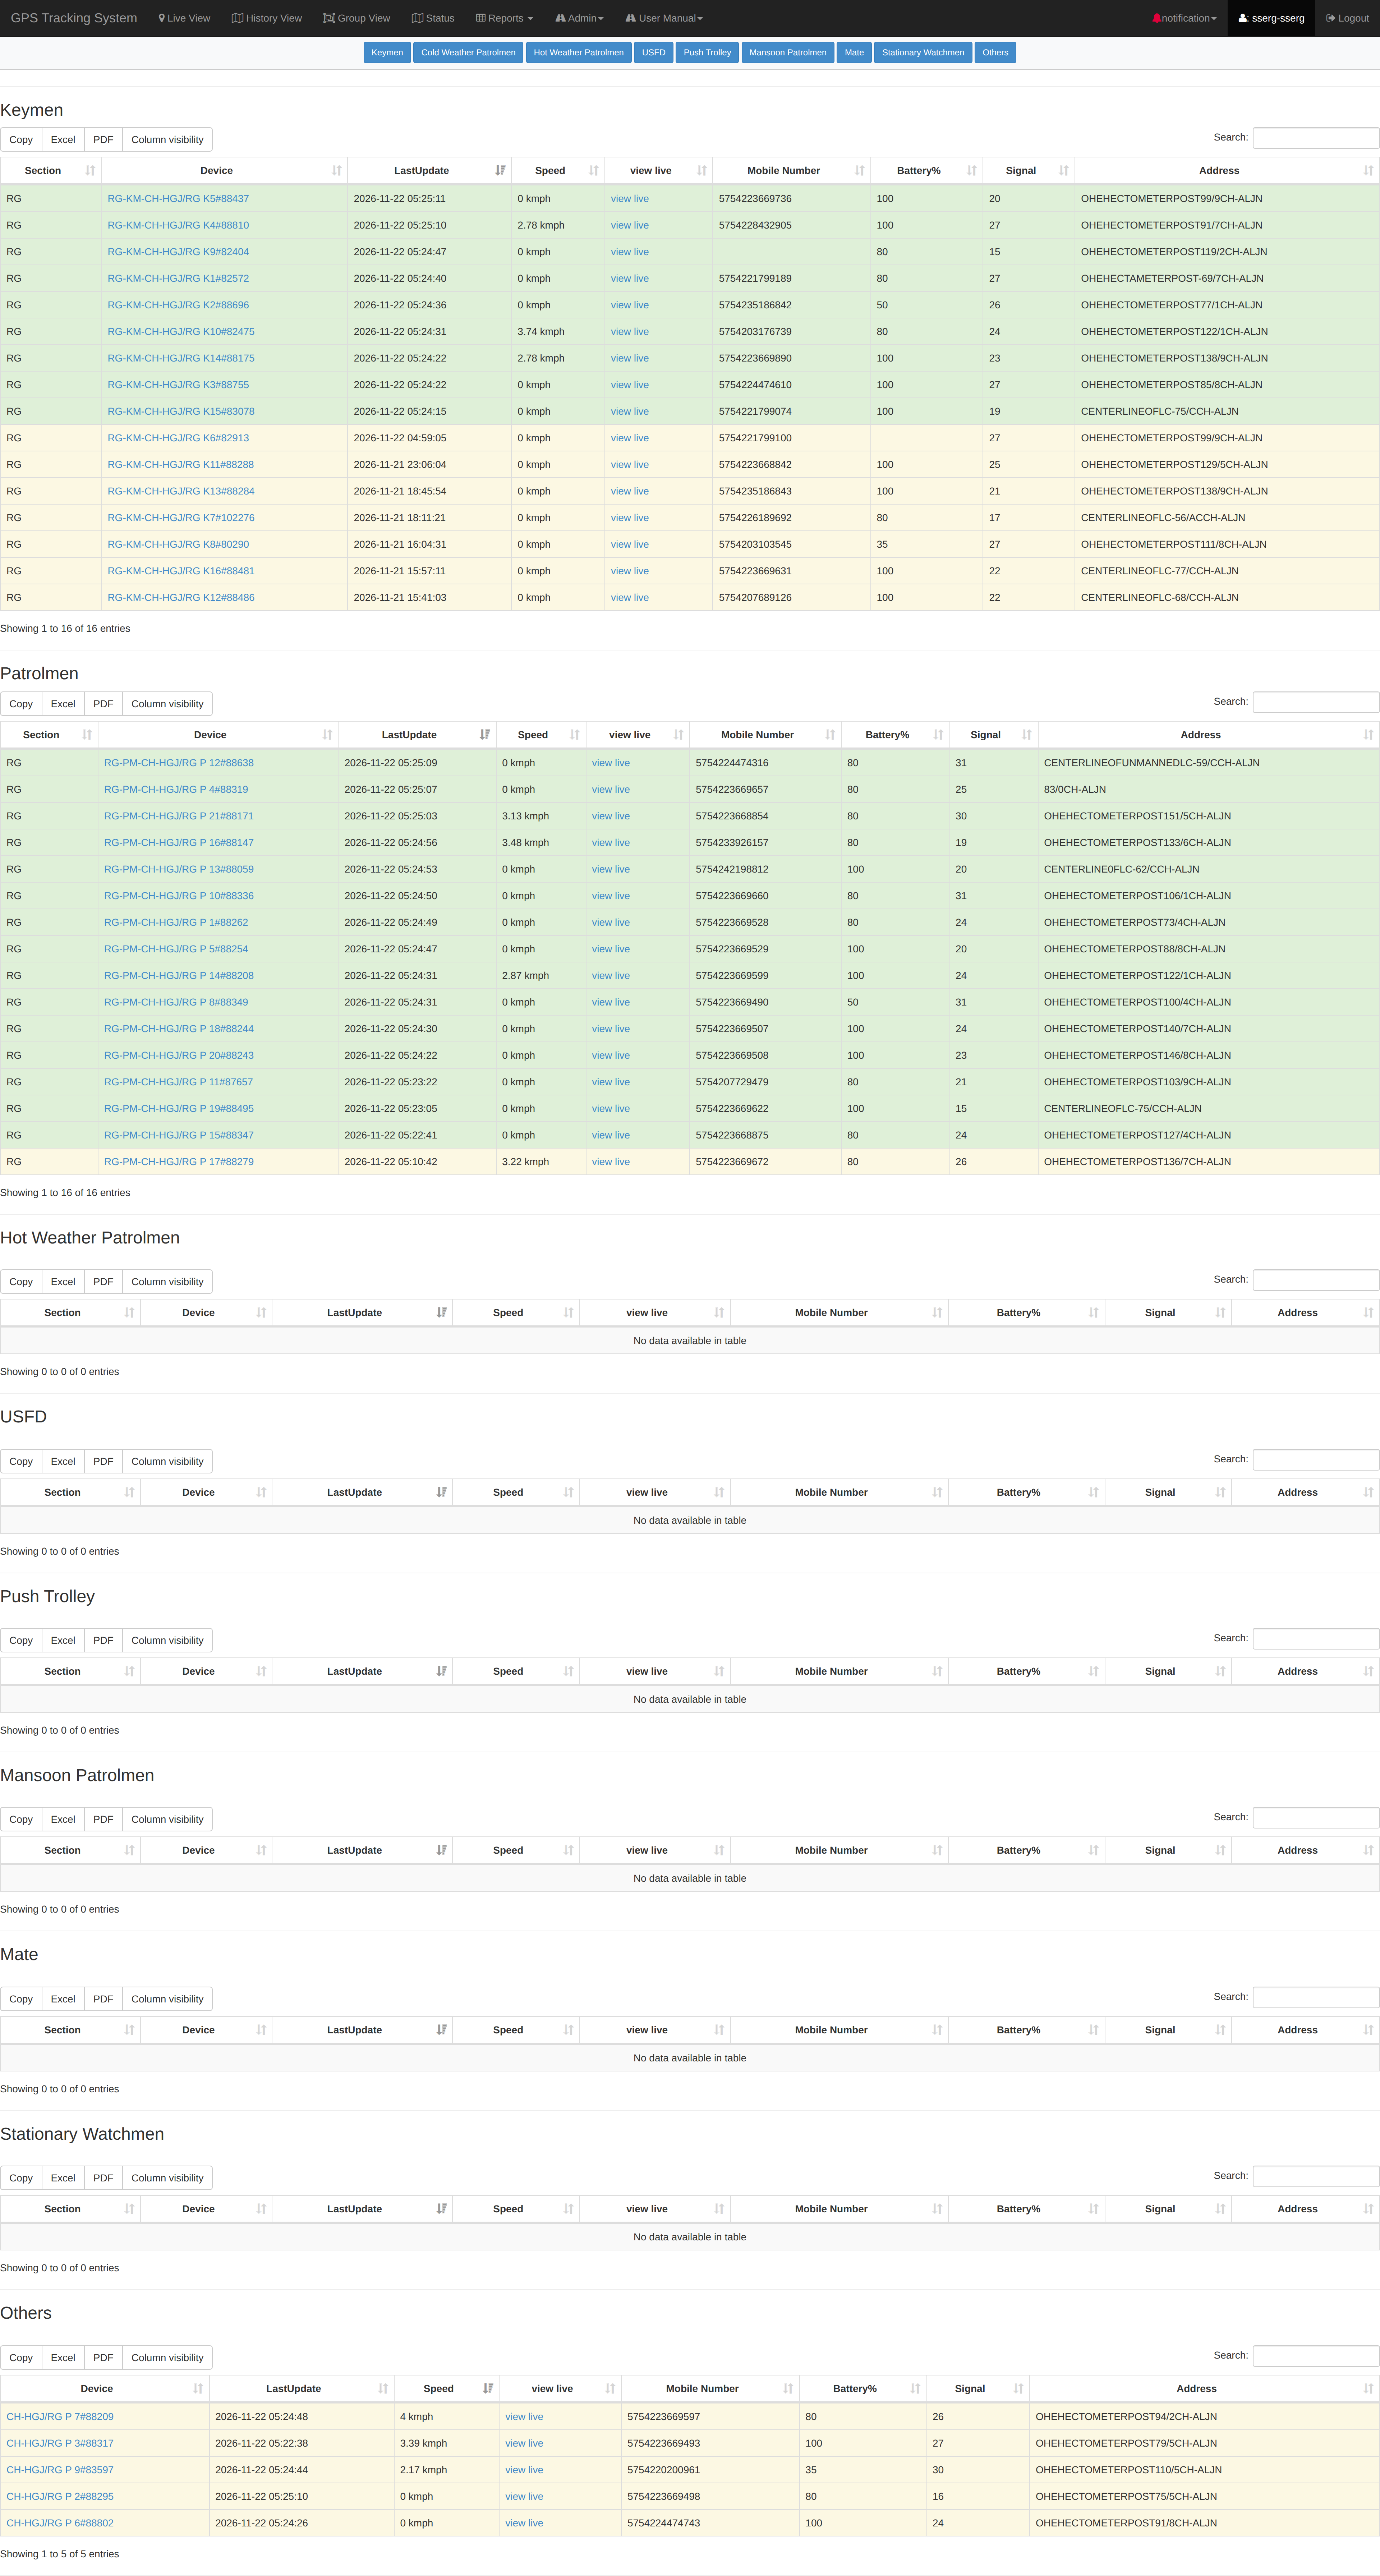 GPS Tracking System Live View History View Group View Status Reports Admin User Manual notification : sserg-sserg Logout
Keymen Cold Weather Patrolmen Hot Weather Patrolmen USFD Push Trolley Mansoon Patrolmen Mate Stationary Watchmen Others
Keymen
Copy Excel PDF Column visibility Search:
Section Device LastUpdate Speed view live Mobile Number Battery% Signal Address
RG RG-KM-CH-HGJ/RG K5#88437 2026-11-22 05:25:11 0 kmph view live 5754223669736 100 20 OHEHECTOMETERPOST99/9CH-ALJN
RG RG-KM-CH-HGJ/RG K4#88810 2026-11-22 05:25:10 2.78 kmph view live 5754228432905 100 27 OHEHECTOMETERPOST91/7CH-ALJN
RG RG-KM-CH-HGJ/RG K9#82404 2026-11-22 05:24:47 0 kmph view live 80 15 OHEHECTOMETERPOST119/2CH-ALJN
RG RG-KM-CH-HGJ/RG K1#82572 2026-11-22 05:24:40 0 kmph view live 5754221799189 80 27 OHEHECTAMETERPOST-69/7CH-ALJN
RG RG-KM-CH-HGJ/RG K2#88696 2026-11-22 05:24:36 0 kmph view live 5754235186842 50 26 OHEHECTOMETERPOST77/1CH-ALJN
RG RG-KM-CH-HGJ/RG K10#82475 2026-11-22 05:24:31 3.74 kmph view live 5754203176739 80 24 OHEHECTOMETERPOST122/1CH-ALJN
RG RG-KM-CH-HGJ/RG K14#88175 2026-11-22 05:24:22 2.78 kmph view live 5754223669890 100 23 OHEHECTOMETERPOST138/9CH-ALJN
RG RG-KM-CH-HGJ/RG K3#88755 2026-11-22 05:24:22 0 kmph view live 5754224474610 100 27 OHEHECTOMETERPOST85/8CH-ALJN
RG RG-KM-CH-HGJ/RG K15#83078 2026-11-22 05:24:15 0 kmph view live 5754221799074 100 19 CENTERLINEOFLC-75/CCH-ALJN
RG RG-KM-CH-HGJ/RG K6#82913 2026-11-22 04:59:05 0 kmph view live 5754221799100 27 OHEHECTOMETERPOST99/9CH-ALJN
RG RG-KM-CH-HGJ/RG K11#88288 2026-11-21 23:06:04 0 kmph view live 5754223668842 100 25 OHEHECTOMETERPOST129/5CH-ALJN
RG RG-KM-CH-HGJ/RG K13#88284 2026-11-21 18:45:54 0 kmph view live 5754235186843 100 21 OHEHECTOMETERPOST138/9CH-ALJN
RG RG-KM-CH-HGJ/RG K7#102276 2026-11-21 18:11:21 0 kmph view live 5754226189692 80 17 CENTERLINEOFLC-56/ACCH-ALJN
RG RG-KM-CH-HGJ/RG K8#80290 2026-11-21 16:04:31 0 kmph view live 5754203103545 35 27 OHEHECTOMETERPOST111/8CH-ALJN
RG RG-KM-CH-HGJ/RG K16#88481 2026-11-21 15:57:11 0 kmph view live 5754223669631 100 22 CENTERLINEOFLC-77/CCH-ALJN
RG RG-KM-CH-HGJ/RG K12#88486 2026-11-21 15:41:03 0 kmph view live 5754207689126 100 22 CENTERLINEOFLC-68/CCH-ALJN
Showing 1 to 16 of 16 entries
Patrolmen
Copy Excel PDF Column visibility Search:
Section Device LastUpdate Speed view live Mobile Number Battery% Signal Address
RG RG-PM-CH-HGJ/RG P 12#88638 2026-11-22 05:25:09 0 kmph view live 5754224474316 80 31 CENTERLINEOFUNMANNEDLC-59/CCH-ALJN
RG RG-PM-CH-HGJ/RG P 4#88319 2026-11-22 05:25:07 0 kmph view live 5754223669657 80 25 83/0CH-ALJN
RG RG-PM-CH-HGJ/RG P 21#88171 2026-11-22 05:25:03 3.13 kmph view live 5754223668854 80 30 OHEHECTOMETERPOST151/5CH-ALJN
RG RG-PM-CH-HGJ/RG P 16#88147 2026-11-22 05:24:56 3.48 kmph view live 5754233926157 80 19 OHEHECTOMETERPOST133/6CH-ALJN
RG RG-PM-CH-HGJ/RG P 13#88059 2026-11-22 05:24:53 0 kmph view live 5754242198812 100 20 CENTERLINE0FLC-62/CCH-ALJN
RG RG-PM-CH-HGJ/RG P 10#88336 2026-11-22 05:24:50 0 kmph view live 5754223669660 80 31 OHEHECTOMETERPOST106/1CH-ALJN
RG RG-PM-CH-HGJ/RG P 1#88262 2026-11-22 05:24:49 0 kmph view live 5754223669528 80 24 OHEHECTOMETERPOST73/4CH-ALJN
RG RG-PM-CH-HGJ/RG P 5#88254 2026-11-22 05:24:47 0 kmph view live 5754223669529 100 20 OHEHECTOMETERPOST88/8CH-ALJN
RG RG-PM-CH-HGJ/RG P 14#88208 2026-11-22 05:24:31 2.87 kmph view live 5754223669599 100 24 OHEHECTOMETERPOST122/1CH-ALJN
RG RG-PM-CH-HGJ/RG P 8#88349 2026-11-22 05:24:31 0 kmph view live 5754223669490 50 31 OHEHECTOMETERPOST100/4CH-ALJN
RG RG-PM-CH-HGJ/RG P 18#88244 2026-11-22 05:24:30 0 kmph view live 5754223669507 100 24 OHEHECTOMETERPOST140/7CH-ALJN
RG RG-PM-CH-HGJ/RG P 20#88243 2026-11-22 05:24:22 0 kmph view live 5754223669508 100 23 OHEHECTOMETERPOST146/8CH-ALJN
RG RG-PM-CH-HGJ/RG P 11#87657 2026-11-22 05:23:22 0 kmph view live 5754207729479 80 21 OHEHECTOMETERPOST103/9CH-ALJN
RG RG-PM-CH-HGJ/RG P 19#88495 2026-11-22 05:23:05 0 kmph view live 5754223669622 100 15 CENTERLINEOFLC-75/CCH-ALJN
RG RG-PM-CH-HGJ/RG P 15#88347 2026-11-22 05:22:41 0 kmph view live 5754223668875 80 24 OHEHECTOMETERPOST127/4CH-ALJN
RG RG-PM-CH-HGJ/RG P 17#88279 2026-11-22 05:10:42 3.22 kmph view live 5754223669672 80 26 OHEHECTOMETERPOST136/7CH-ALJN
Showing 1 to 16 of 16 entries
Hot Weather Patrolmen
Copy Excel PDF Column visibility Search:
Section Device LastUpdate Speed view live Mobile Number Battery% Signal Address
No data available in table
Showing 0 to 0 of 0 entries
USFD
Copy Excel PDF Column visibility Search:
Section Device LastUpdate Speed view live Mobile Number Battery% Signal Address
No data available in table
Showing 0 to 0 of 0 entries
Push Trolley
Copy Excel PDF Column visibility Search:
Section Device LastUpdate Speed view live Mobile Number Battery% Signal Address
No data available in table
Showing 0 to 0 of 0 entries
Mansoon Patrolmen
Copy Excel PDF Column visibility Search:
Section Device LastUpdate Speed view live Mobile Number Battery% Signal Address
No data available in table
Showing 0 to 0 of 0 entries
Mate
Copy Excel PDF Column visibility Search:
Section Device LastUpdate Speed view live Mobile Number Battery% Signal Address
No data available in table
Showing 0 to 0 of 0 entries
Stationary Watchmen
Copy Excel PDF Column visibility Search:
Section Device LastUpdate Speed view live Mobile Number Battery% Signal Address
No data available in table
Showing 0 to 0 of 0 entries
Others
Copy Excel PDF Column visibility Search:
Device LastUpdate Speed view live Mobile Number Battery% Signal Address
CH-HGJ/RG P 7#88209 2026-11-22 05:24:48 4 kmph view live 5754223669597 80 26 OHEHECTOMETERPOST94/2CH-ALJN
CH-HGJ/RG P 3#88317 2026-11-22 05:22:38 3.39 kmph view live 5754223669493 100 27 OHEHECTOMETERPOST79/5CH-ALJN
CH-HGJ/RG P 9#83597 2026-11-22 05:24:44 2.17 kmph view live 5754220200961 35 30 OHEHECTOMETERPOST110/5CH-ALJN
CH-HGJ/RG P 2#88295 2026-11-22 05:25:10 0 kmph view live 5754223669498 80 16 OHEHECTOMETERPOST75/5CH-ALJN
CH-HGJ/RG P 6#88802 2026-11-22 05:24:26 0 kmph view live 5754224474743 100 24 OHEHECTOMETERPOST91/8CH-ALJN
Showing 1 to 5 of 5 entries